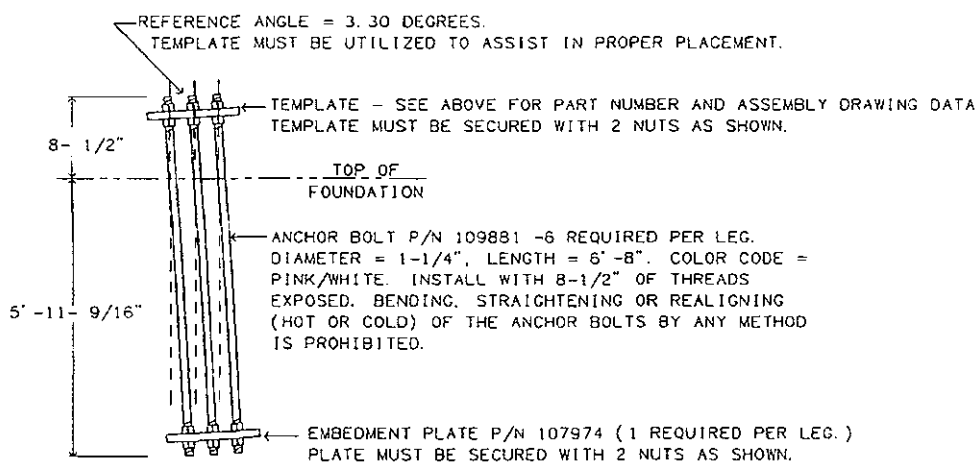 REFERENCE ANGLE = 3.30 DEGREES.
TEMPLATE MUST BE UTILIZED TO ASSIST IN PROPER PLACEMENT.
TEMPLATE - SEE ABOVE FOR PART NUMBER AND ASSEMBLY DRAWING DATA
TEMPLATE MUST BE SECURED WITH 2 NUTS AS SHOWN.
8- 1/2"
TOP OF
FOUNDATION
ANCHOR BOLT P/N 109881 -6 REQUIRED PER LEG.
DIAMETER = 1-1/4", LENGTH = 6'-8". COLOR CODE =
PINK/WHITE. INSTALL WITH 8-1/2" OF THREADS
EXPOSED. BENDING, STRAIGHTENING OR REALIGNING
(HOT OR COLD) OF THE ANCHOR BOLTS BY ANY METHOD
IS PROHIBITED.
5'-11- 9/16"
EMBEDMENT PLATE P/N 107974 (1 REQUIRED PER LEG.)
PLATE MUST BE SECURED WITH 2 NUTS AS SHOWN.